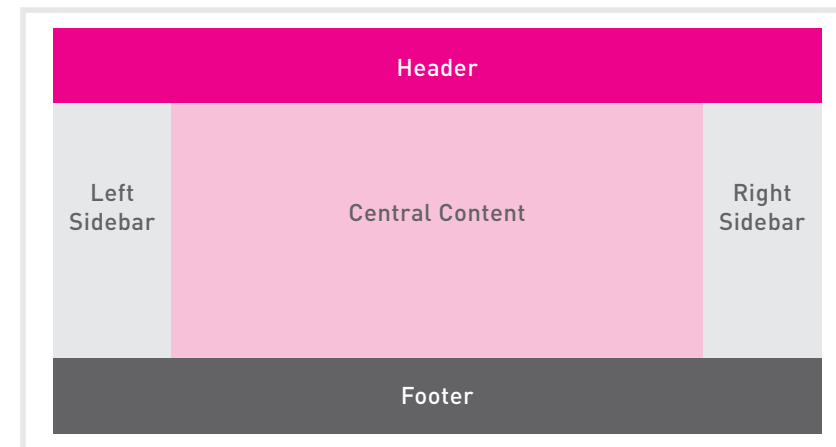 Header
Left
Sidebar
Central Content
Right
Sidebar
Footer